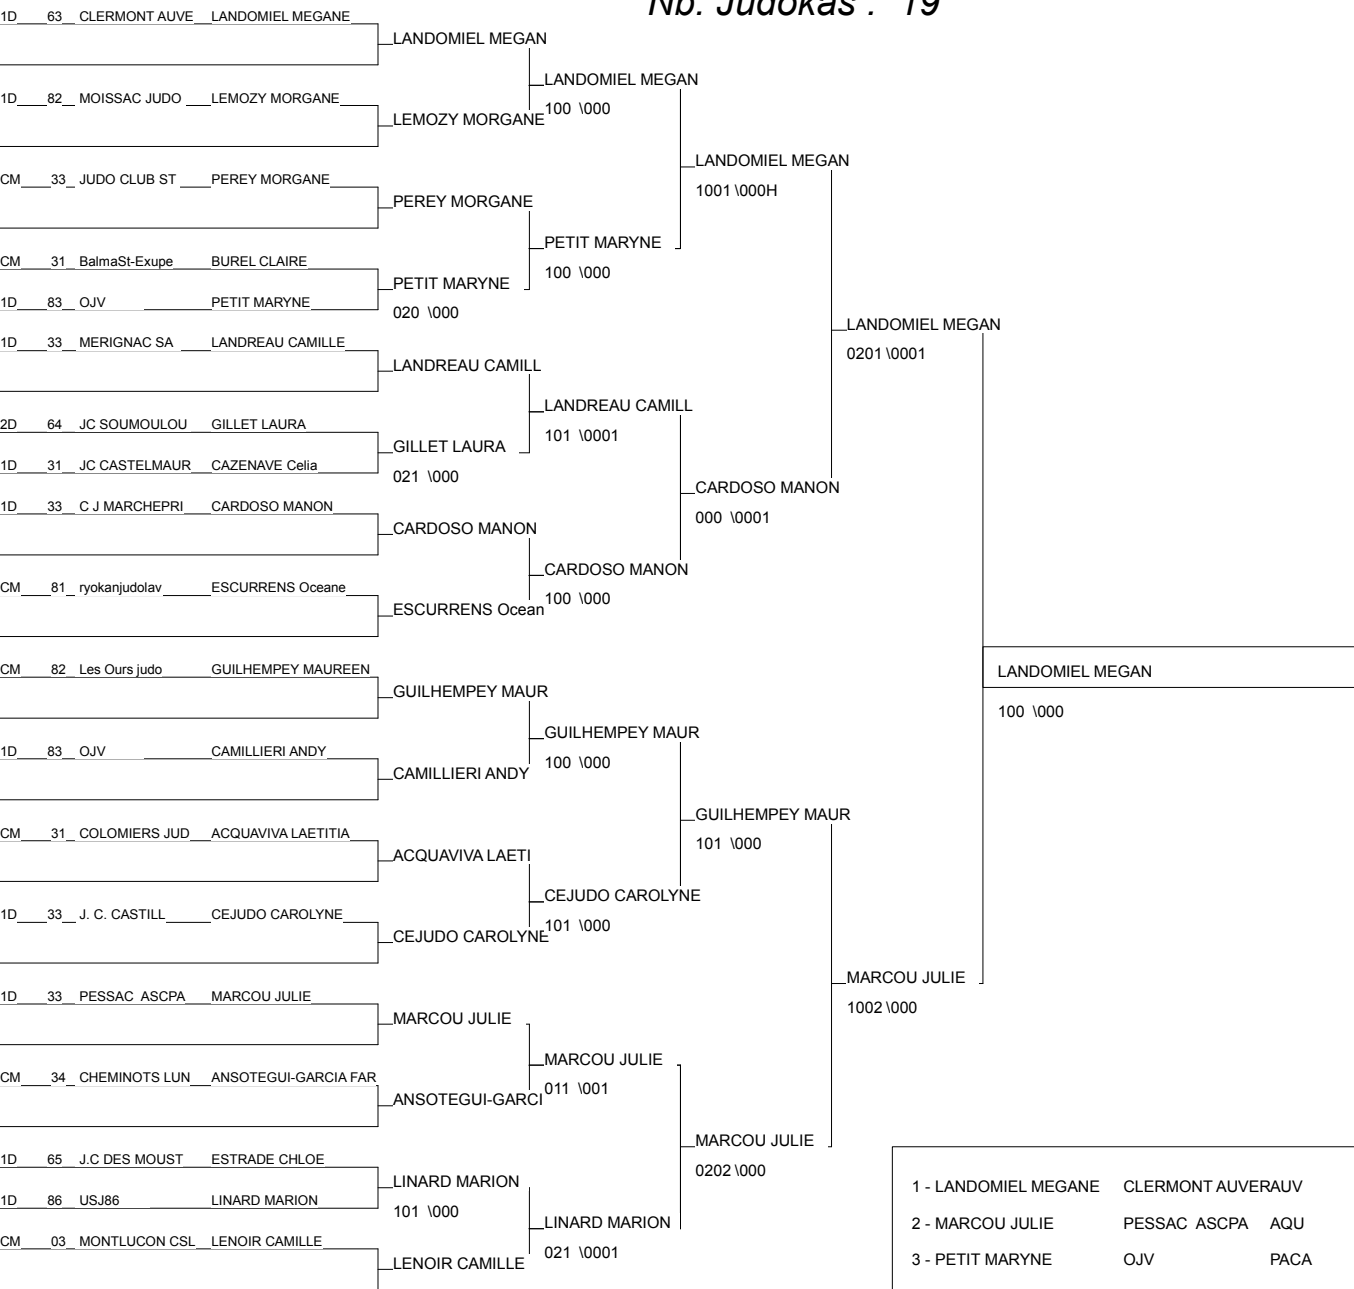 Nb. Judokas : 19
1D 63 CLERMONT AUVE LANDOMIEL MEGANE
1D 82 MOISSAC JUDO LEMOZY MORGANE
CM 33 JUDO CLUB ST PEREY MORGANE
CM 31 BalmaSt-Exupe BUREL CLAIRE
1D 83 OJV PETIT MARYNE
1D 33 MERIGNAC SA LANDREAU CAMILLE
2D 64 JC SOUMOULOU GILLET LAURA
1D 31 JC CASTELMAUR CAZENAVE Celia
1D 33 C J MARCHEPRI CARDOSO MANON
CM 81 ryokanjudolav ESCURRENS Oceane
CM 82 Les Ours judo GUILHEMPEY MAUREEN
1D 83 OJV CAMILLIERI ANDY
CM 31 COLOMIERS JUD ACQUAVIVA LAETITIA
1D 33 J. C. CASTILL CEJUDO CAROLYNE
1D 33 PESSAC ASCPA MARCOU JULIE
CM 34 CHEMINOTS LUN ANSOTEGUI-GARCIA FAR
1D 65 J.C DES MOUST ESTRADE CHLOE
1D 86 USJ86 LINARD MARION
CM 03 MONTLUCON CSL LENOIR CAMILLE
LANDOMIEL MEGAN
LEMOZY MORGANE
PEREY MORGANE
PETIT MARYNE
020 \000
LANDREAU CAMILL
GILLET LAURA
021 \000
CARDOSO MANON
ESCURRENS Ocean
GUILHEMPEY MAUR
CAMILLIERI ANDY
ACQUAVIVA LAETI
CEJUDO CAROLYNE
MARCOU JULIE
ANSOTEGUI-GARCI
LINARD MARION
101 \000
LENOIR CAMILLE
LANDOMIEL MEGAN
100 \000
PETIT MARYNE
100 \000
LANDREAU CAMILL
101 \0001
CARDOSO MANON
100 \000
GUILHEMPEY MAUR
100 \000
CEJUDO CAROLYNE
101 \000
MARCOU JULIE
011 \001
LINARD MARION
021 \0001
LANDOMIEL MEGAN
1001 \000H
CARDOSO MANON
000 \0001
GUILHEMPEY MAUR
101 \000
MARCOU JULIE
0202 \000
LANDOMIEL MEGAN
0201 \0001
MARCOU JULIE
1002 \000
LANDOMIEL MEGAN
100 \000
1 - LANDOMIEL MEGANE CLERMONT AUVERAUV
2 - MARCOU JULIE PESSAC ASCPA AQU
3 - PETIT MARYNE OJV PACA